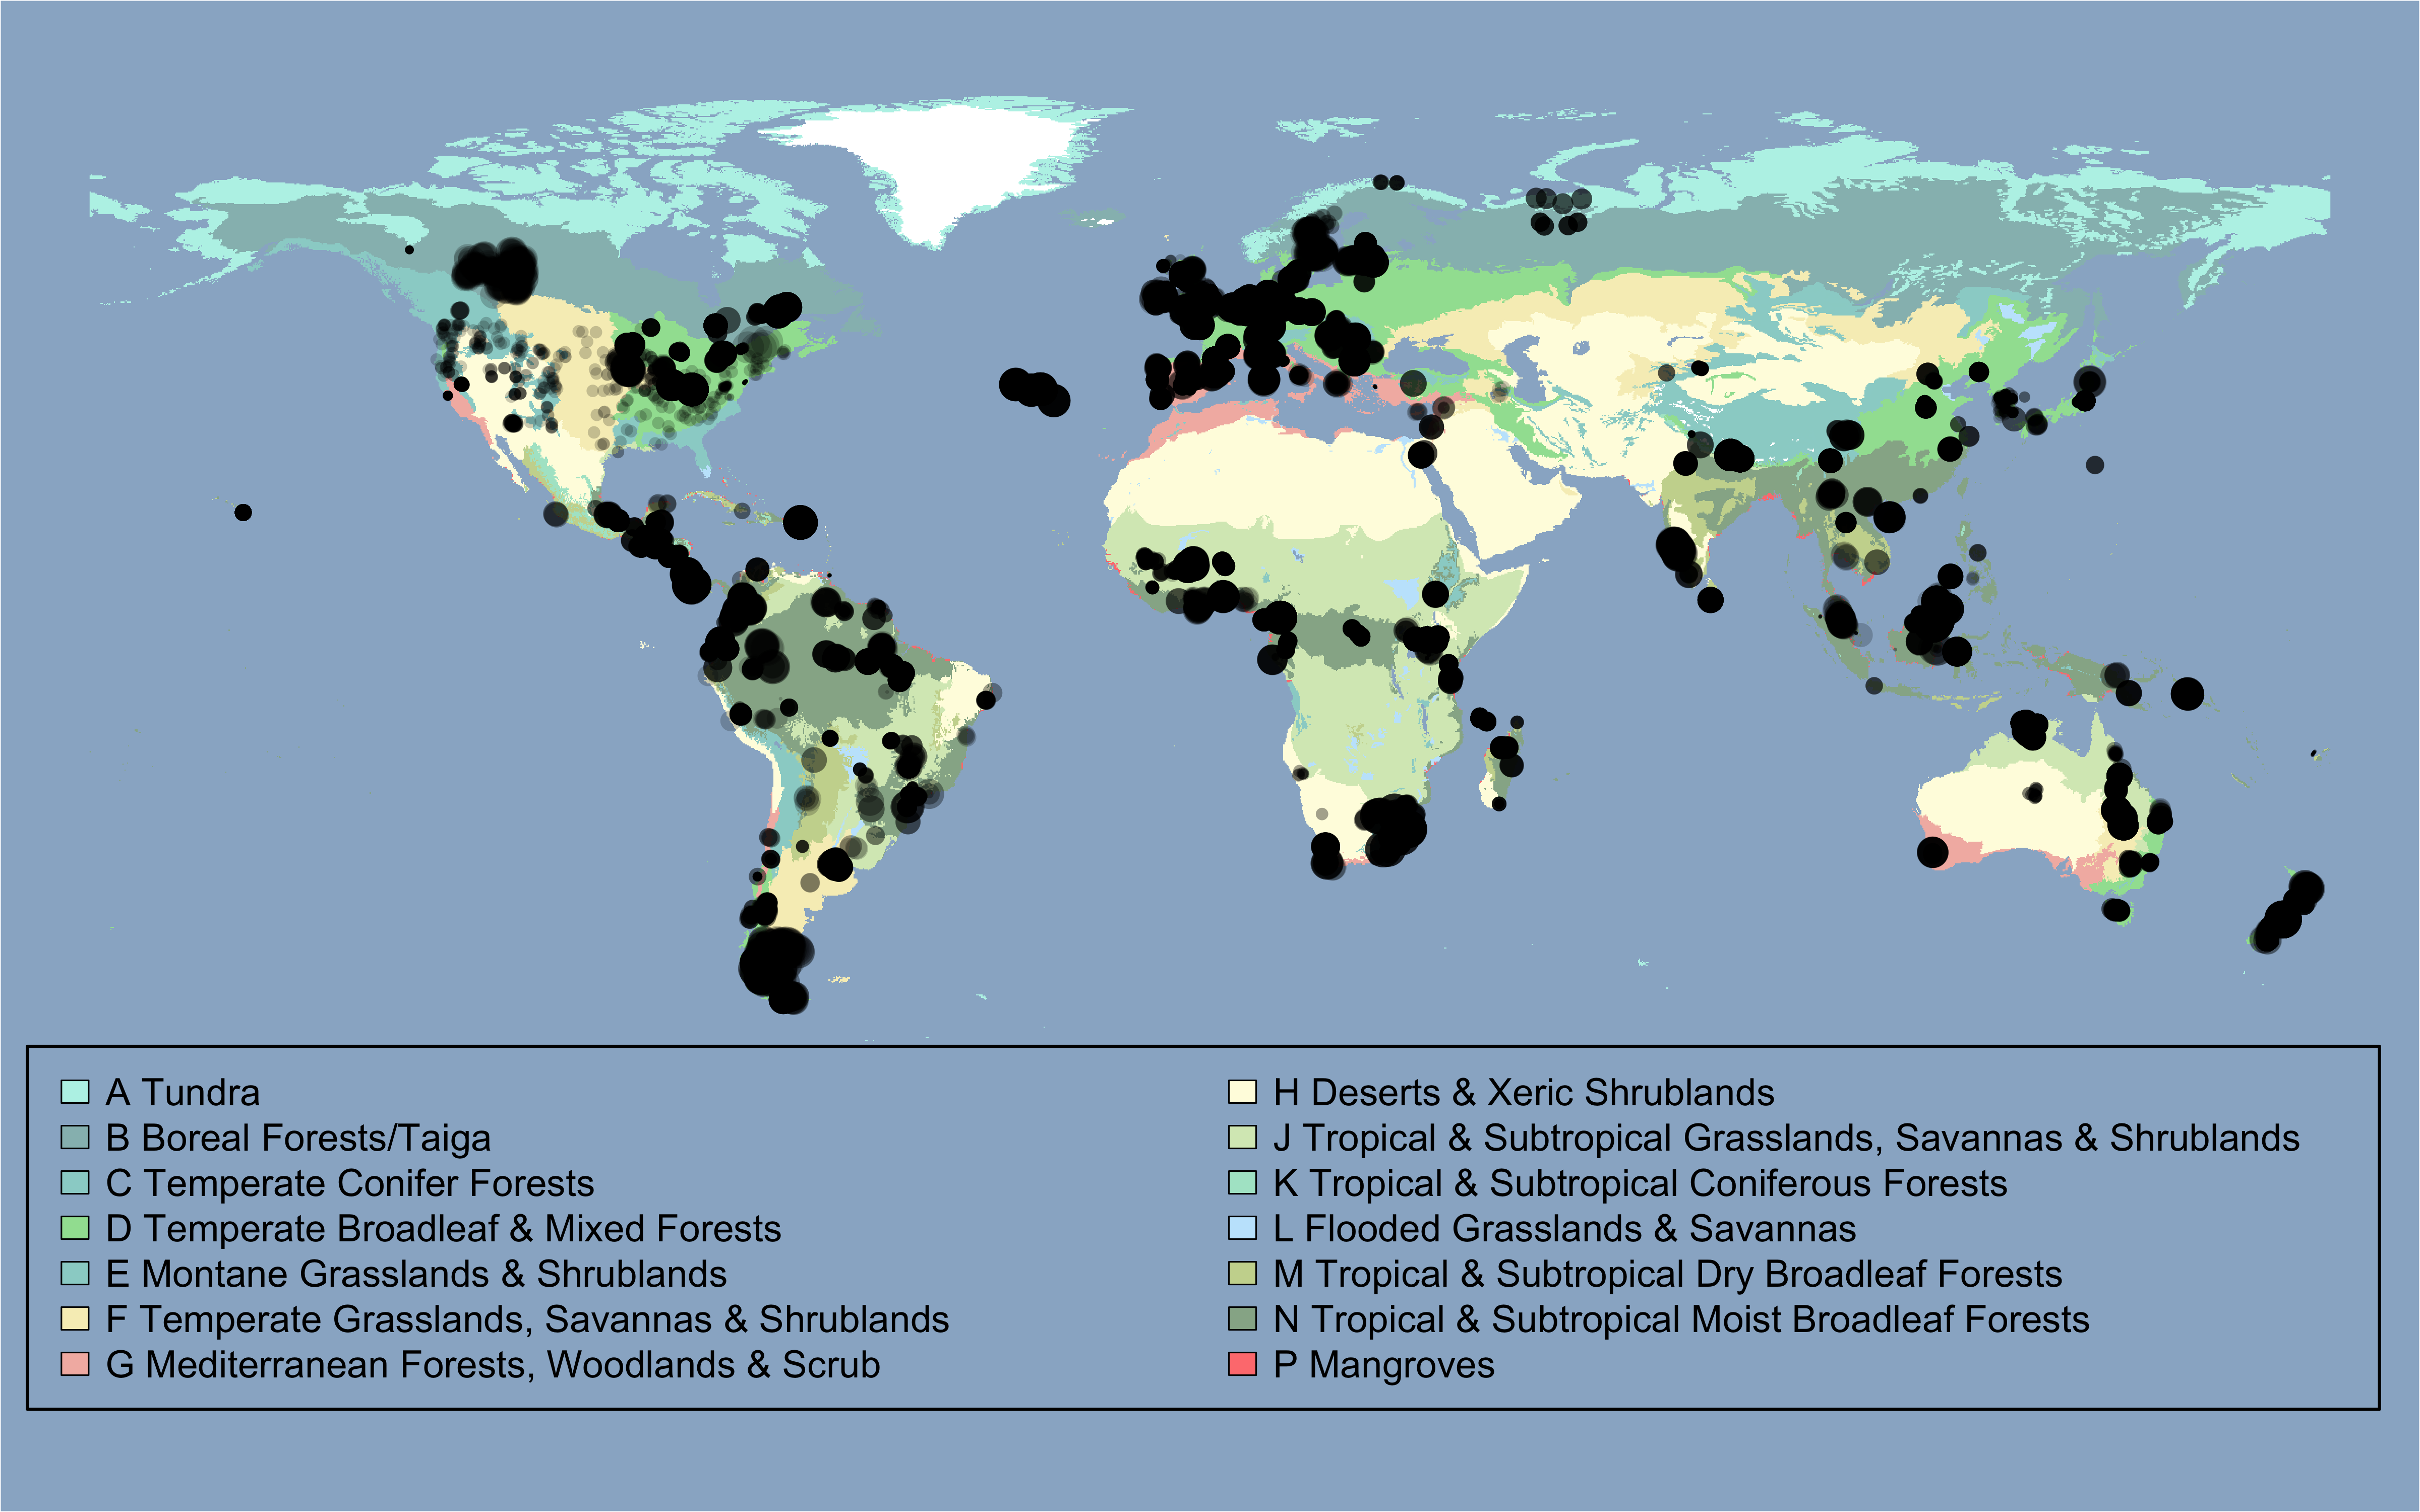 A Tundra
B Boreal Forests/Taiga
C Temperate Conifer Forests
D Temperate Broadleaf & Mixed Forests
E Montane Grasslands & Shrublands
F Temperate Grasslands, Savannas & Shrublands
G Mediterranean Forests, Woodlands & Scrub
H Deserts & Xeric Shrublands
J Tropical & Subtropical Grasslands, Savannas & Shrublands
K Tropical & Subtropical Coniferous Forests
L Flooded Grasslands & Savannas
M Tropical & Subtropical Dry Broadleaf Forests
N Tropical & Subtropical Moist Broadleaf Forests
P Mangroves